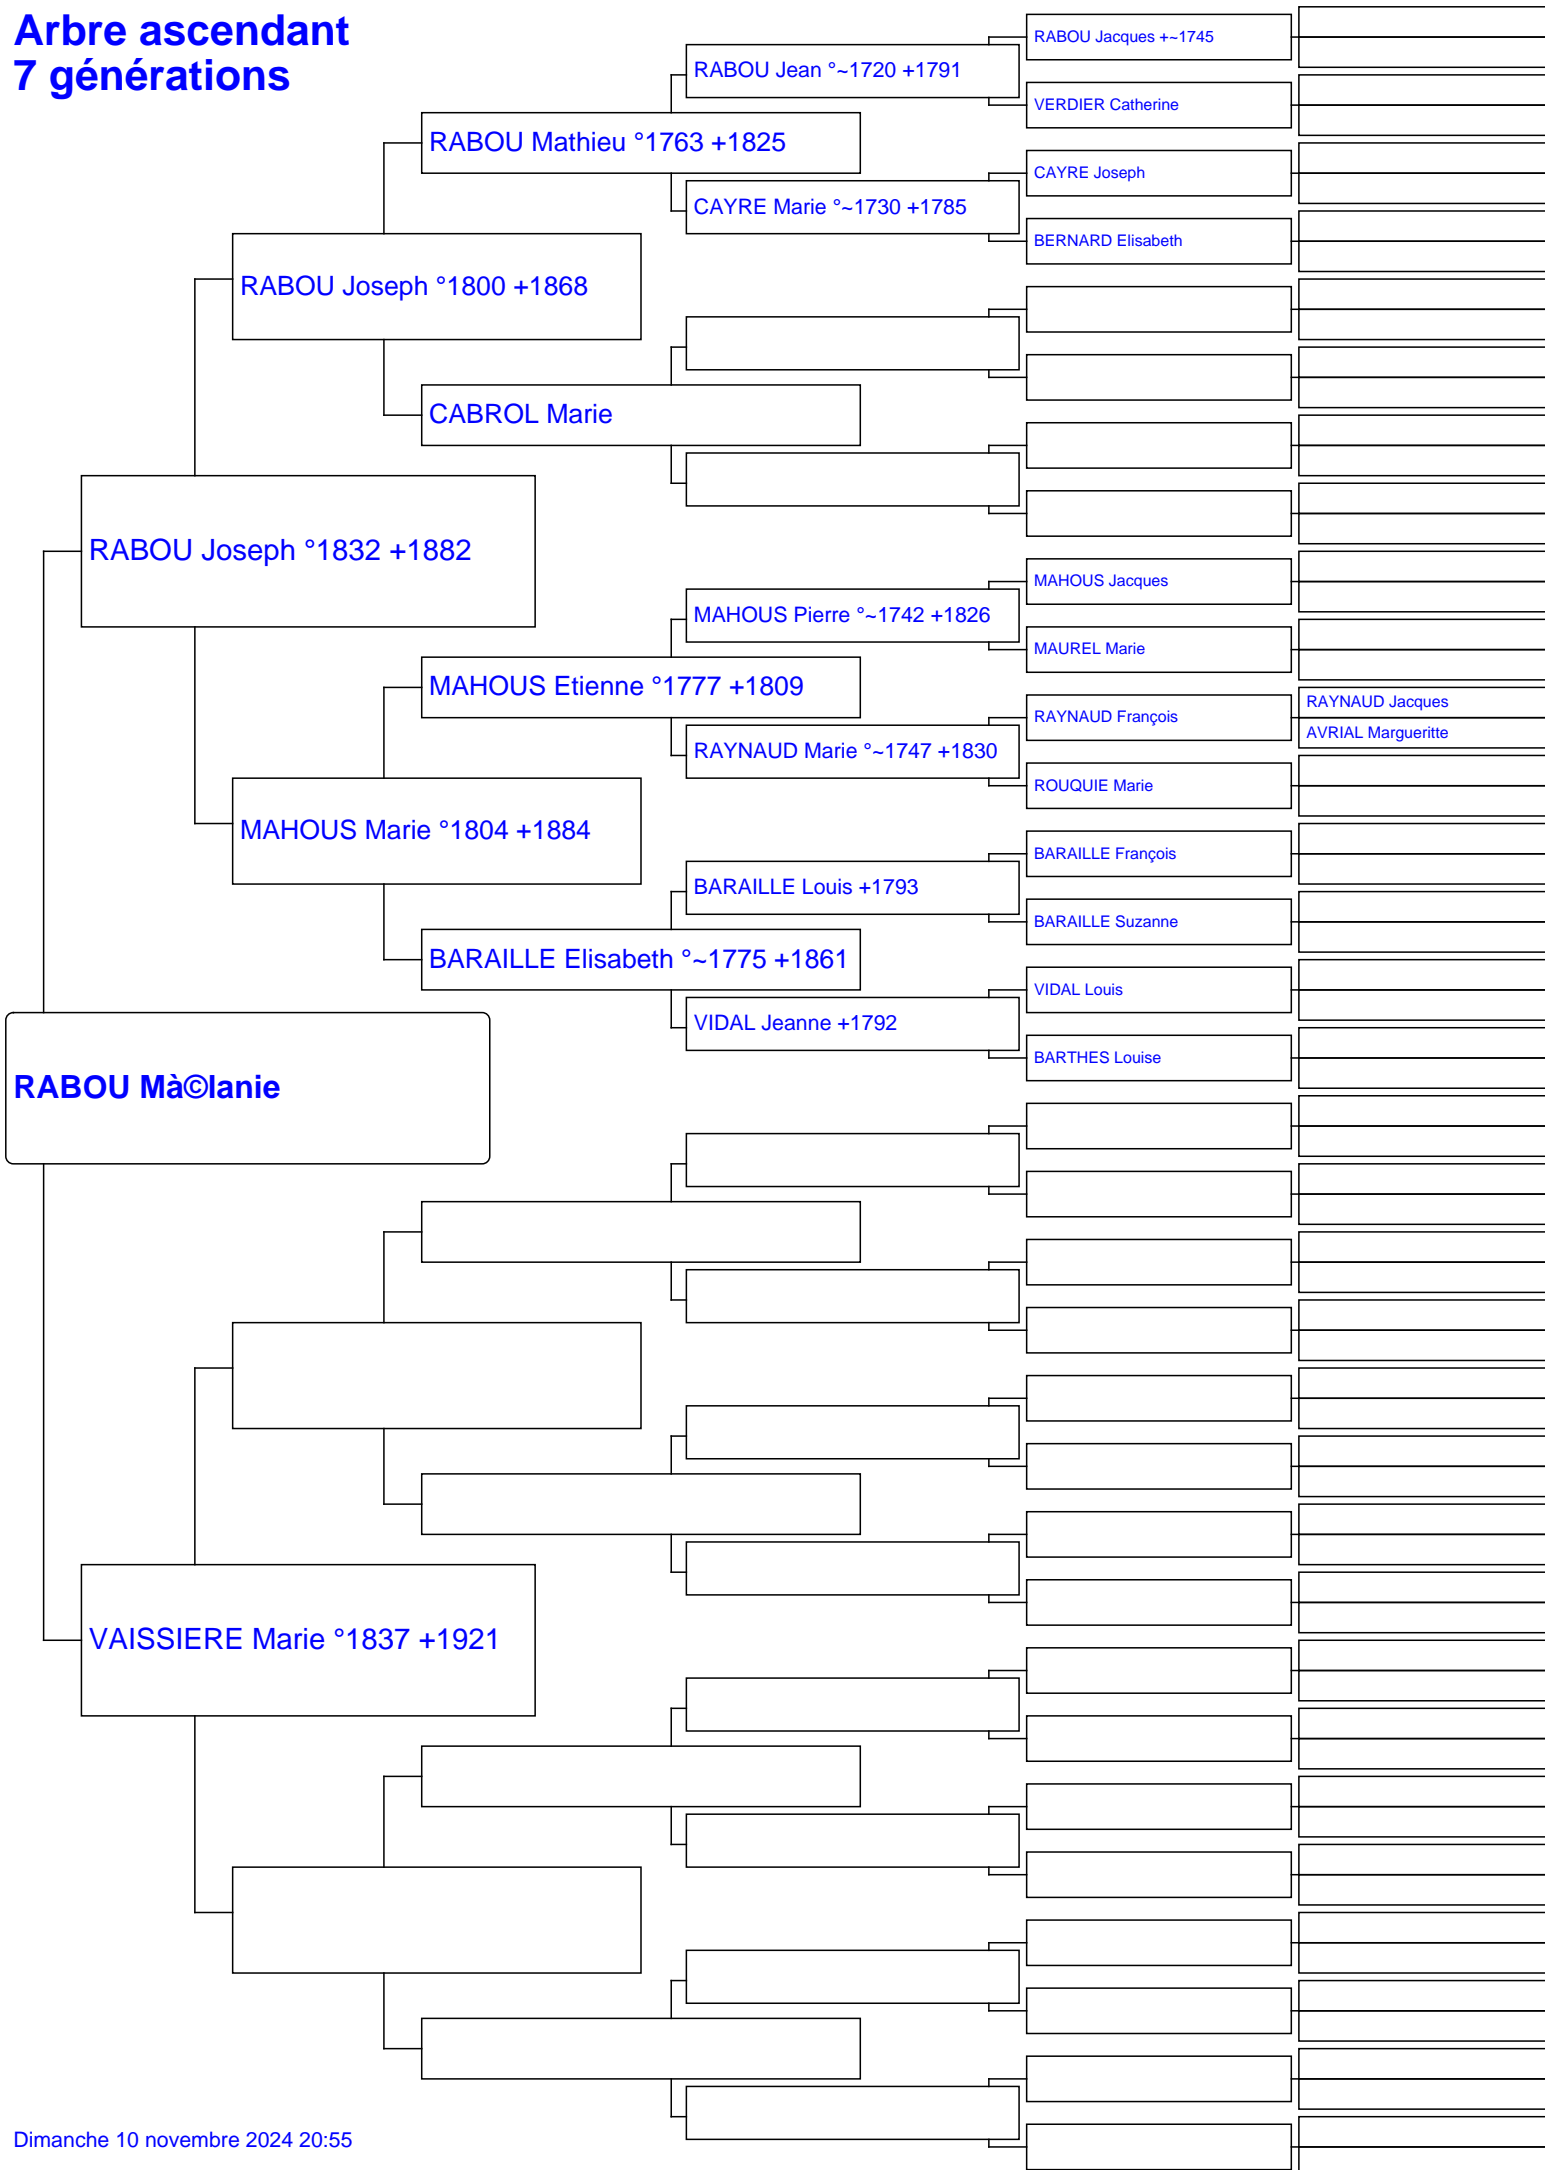 Arbre ascendant
7 générations
RABOU Jacques +~1745
RABOU Jean °~1720 +1791
VERDIER Catherine
RABOU Mathieu °1763 +1825
CAYRE Joseph
CAYRE Marie °~1730 +1785
BERNARD Elisabeth
RABOU Joseph °1800 +1868
CABROL Marie
RABOU Joseph °1832 +1882
MAHOUS Jacques
MAHOUS Pierre °~1742 +1826
MAUREL Marie
MAHOUS Etienne °1777 +1809
RAYNAUD Jacques
RAYNAUD François
AVRIAL Margueritte
RAYNAUD Marie °~1747 +1830
ROUQUIE Marie
MAHOUS Marie °1804 +1884
BARAILLE François
BARAILLE Louis +1793
BARAILLE Suzanne
BARAILLE Elisabeth °~1775 +1861
VIDAL Louis
VIDAL Jeanne +1792
BARTHES Louise
RABOU Mà©lanie
VAISSIERE Marie °1837 +1921
Dimanche 10 novembre 2024 20:55